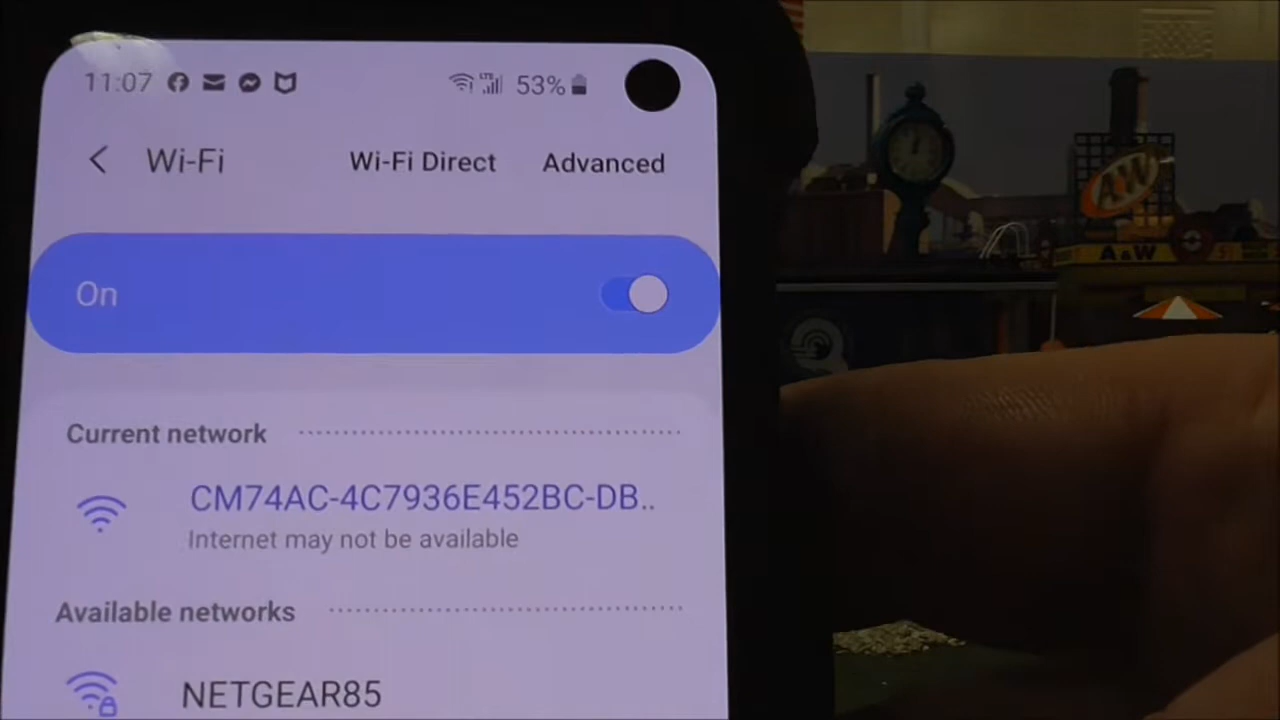 11:07
LTE
53%
Wi-Fi
Wi-Fi Direct
Advanced
On
Current network
CM74AC-4C7936E452BC-DB..
Internet may not be available
Available networks
NETGEAR85
A&W
A&W